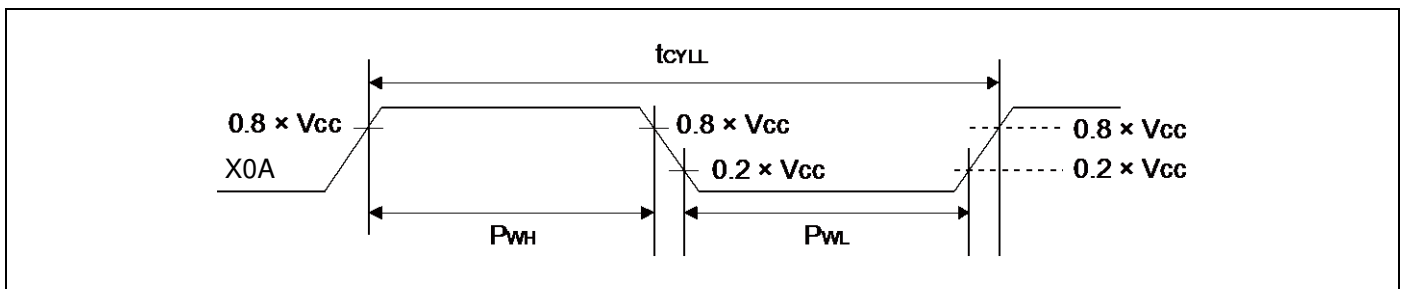 tCYLL
0.8 × Vcc 0.8 × Vcc 0.8 × Vcc
X0A 0.2 × Vcc 0.2 × Vcc
PWH PWL